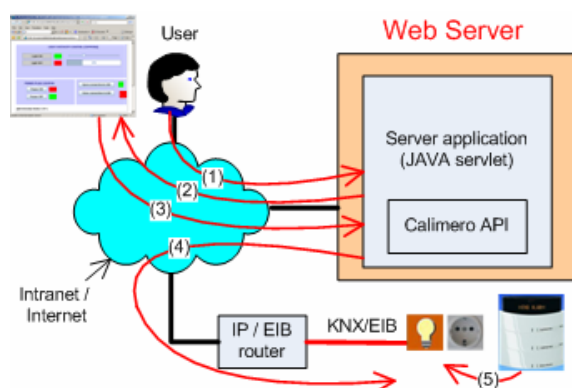 Web Server
User
Server application
(JAVA servlet)
(1)
(2)
(3)
Calimero API
(4)
Intranet /
Internet
IP / EIB
router
KNX/EIB
(5)